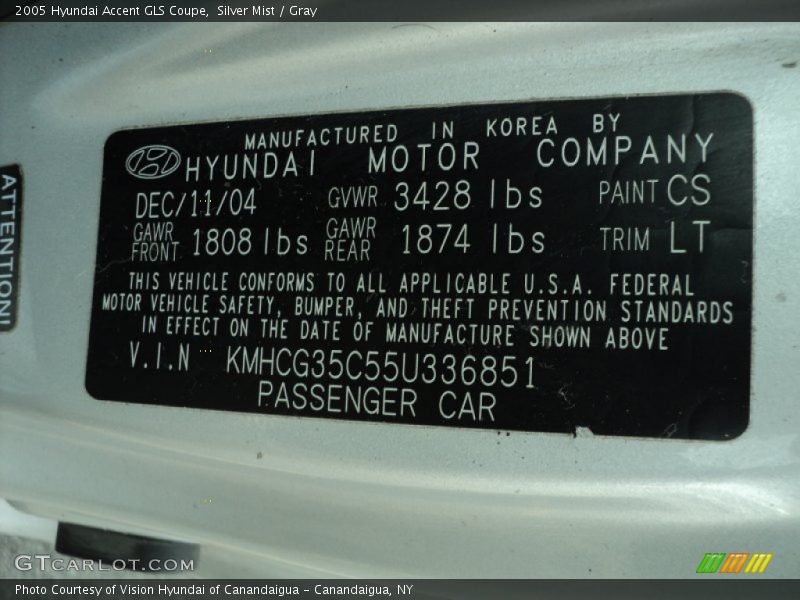 2005 Hyundai Accent GLS Coupe, Silver Mist / Gray
MANUFACTURED IN KOREA BY
HYUNDAI MOTOR COMPANY
DEC/11/04 GVWR 3428 lbs PAINT CS
GAWR FRONT 1808 lbs GAWR REAR 1874 lbs TRIM LT
THIS VEHICLE CONFORMS TO ALL APPLICABLE U.S.A. FEDERAL
MOTOR VEHICLE SAFETY, BUMPER, AND THEFT PREVENTION STANDARDS
IN EFFECT ON THE DATE OF MANUFACTURE SHOWN ABOVE
V.I.N KMHCG35C55U336851
PASSENGER CAR
ATTENTION!!
GTCARLOT.COM
Photo Courtesy of Vision Hyundai of Canandaigua - Canandaigua, NY